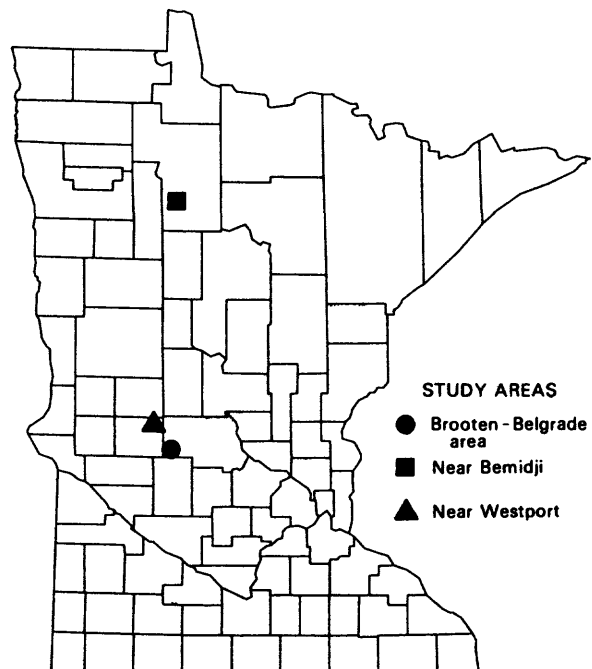 STUDY AREAS
Brooten-Belgrade
area
Near Bemidji
Near Westport